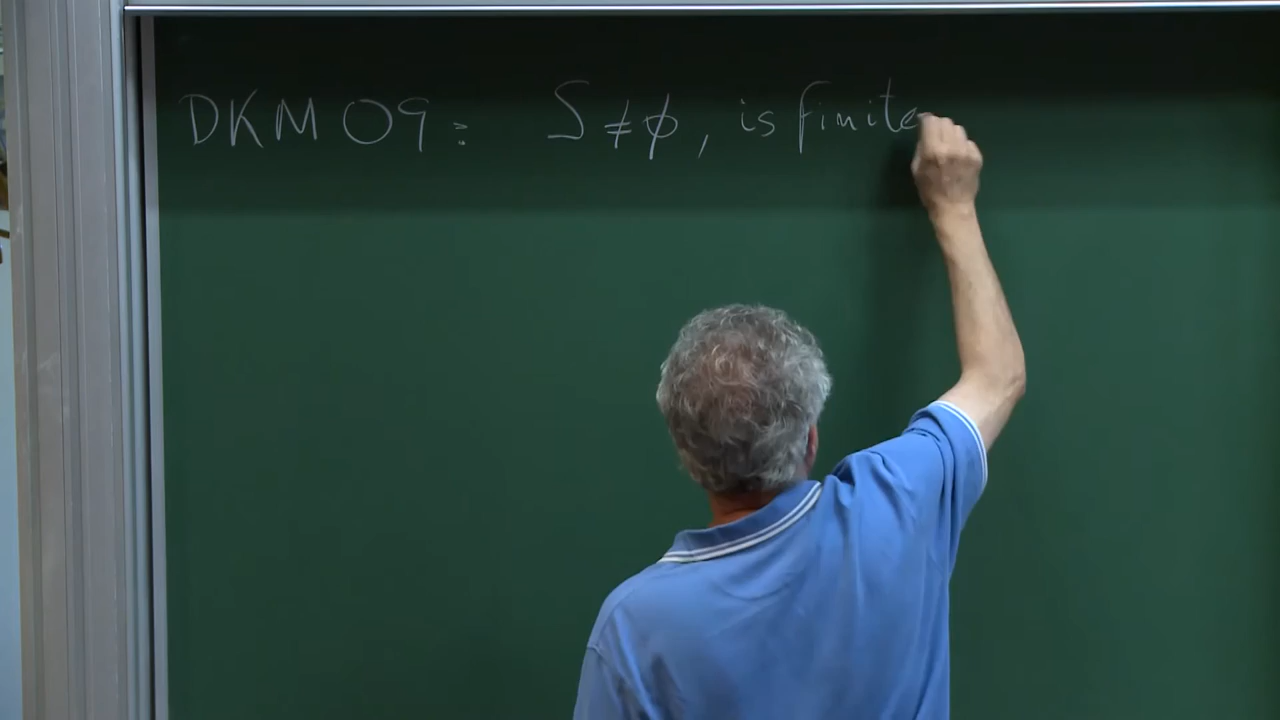 DKM 09: S ≠ ϕ, is finite